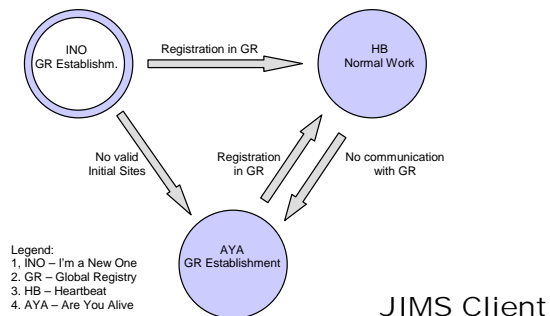 INO
GR Establishm.
Registration in GR
HB
Normal Work
No valid
Initial Sites
Registration
in GR
No communication
with GR
AYA
GR Establishment
Legend:
1, INO – I'm a New One
2. GR – Global Registry
3. HB – Heartbeat
4. AYA – Are You Alive
JIMS Client